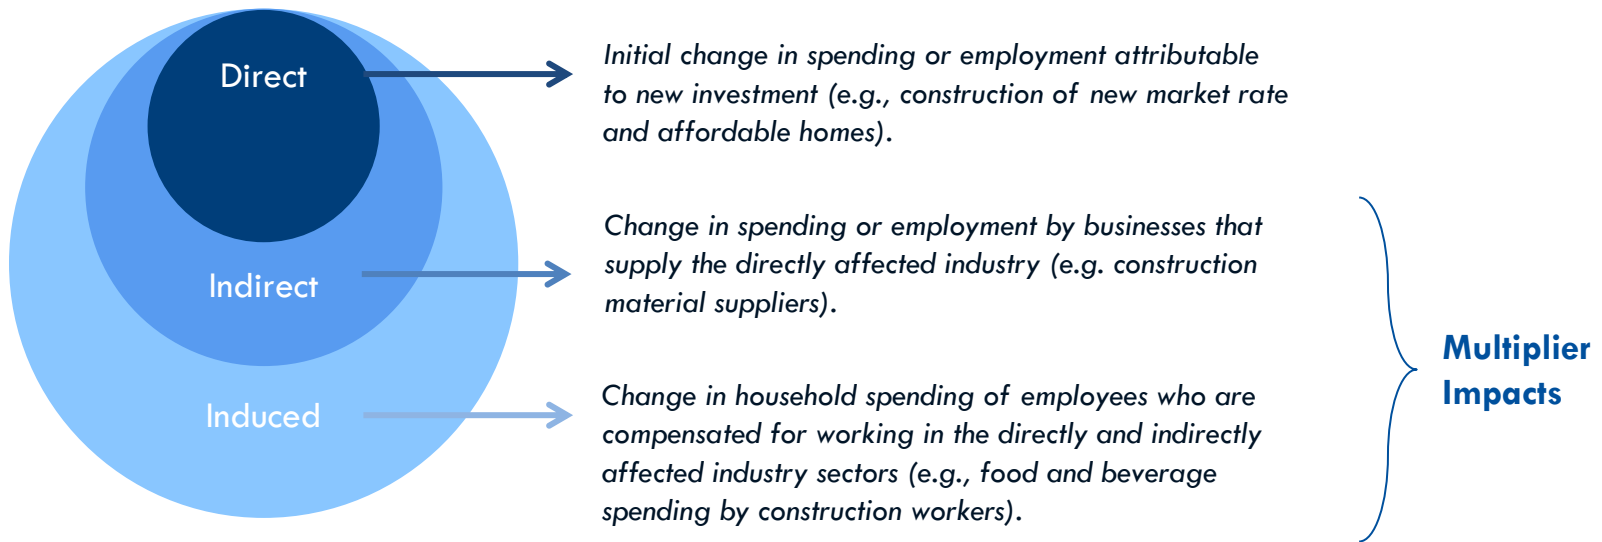 Direct
Initial change in spending or employment attributable
to new investment (e.g., construction of new market rate
and affordable homes).
Indirect
Change in spending or employment by businesses that
supply the directly affected industry (e.g. construction
material suppliers).
Induced
Change in household spending of employees who are
compensated for working in the directly and indirectly
affected industry sectors (e.g., food and beverage
spending by construction workers).
Multiplier
Impacts